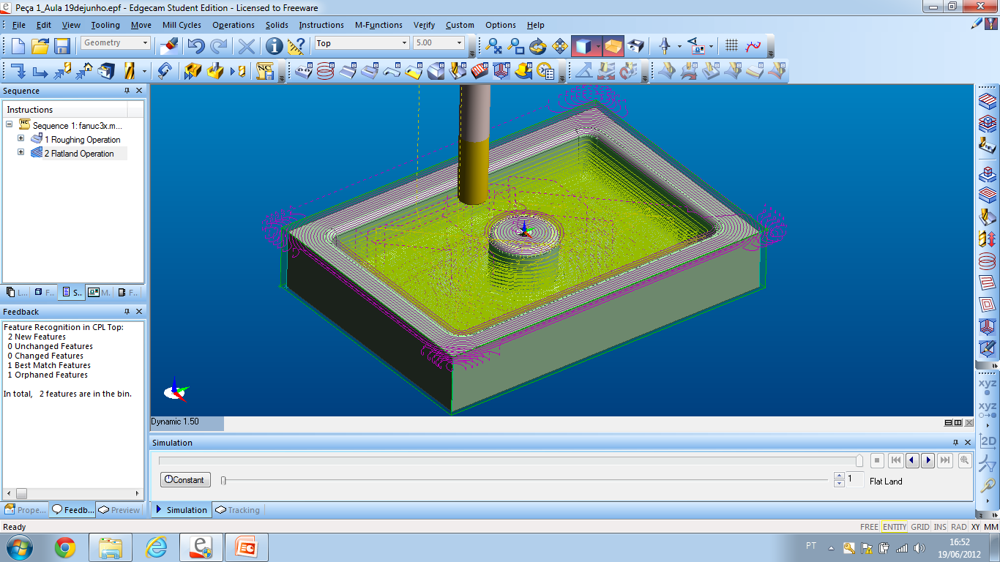 Peça 1_Aula 19dejunho.epf - Edgecam Student Edition - Licensed to Freeware
File Edit View Tooling Move Mill Cycles Operations Solids Instructions M-Functions Verify Custom Options Help
Geometry Top 5.00
Sequence
Instructions
NC Sequence 1: fanuc3x.m...
1 Roughing Operation
2 Flatland Operation
L... F.. S.. M. F..
Feedback
Feature Recognition in CPL Top:
2 New Features
0 Unchanged Features
0 Changed Features
1 Best Match Features
1 Orphaned Features
In total, 2 features are in the bin.
Prope... Feedb... Preview
Dynamic 1.50
Simulation
Constant 1 Flat Land
Simulation Tracking
xyz
xyz
2D
Ready FREE ENTITY GRID INS RAD XY MM
PT 16:52
19/06/2012